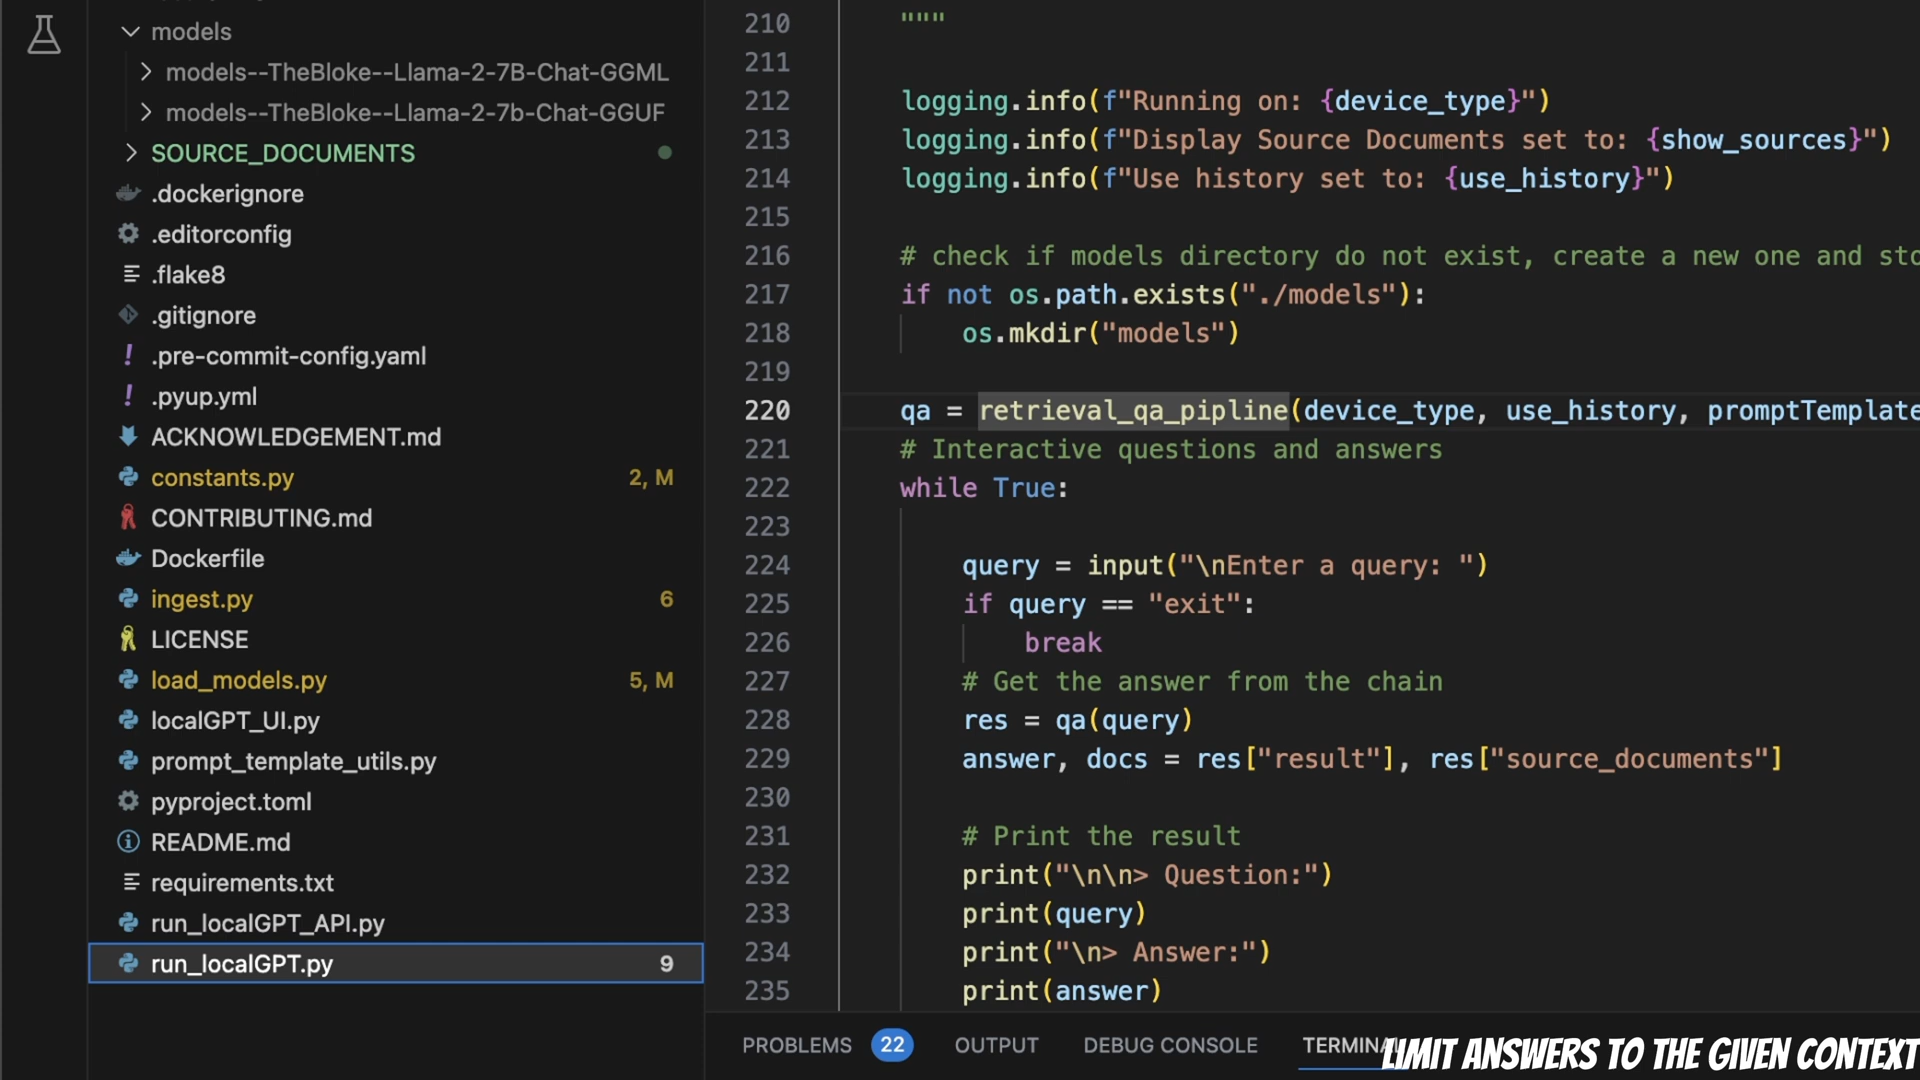 models
models--TheBloke--Llama-2-7B-Chat-GGML
models--TheBloke--Llama-2-7b-Chat-GGUF
SOURCE_DOCUMENTS
.dockerignore
.editorconfig
.flake8
.gitignore
! .pre-commit-config.yaml
! .pyup.yml
ACKNOWLEDGEMENT.md
constants.py 2, M
CONTRIBUTING.md
Dockerfile
ingest.py 6
LICENSE
load_models.py 5, M
localGPT_UI.py
prompt_template_utils.py
pyproject.toml
README.md
requirements.txt
run_localGPT_API.py
run_localGPT.py 9
210 """
211
212 logging.info(f"Running on: {device_type}")
213 logging.info(f"Display Source Documents set to: {show_sources}")
214 logging.info(f"Use history set to: {use_history}")
215
216 # check if models directory do not exist, create a new one and sto
217 if not os.path.exists("./models"):
218 os.mkdir("models")
219
220 qa = retrieval_qa_pipline(device_type, use_history, promptTemplate
221 # Interactive questions and answers
222 while True:
223
224 query = input("\nEnter a query: ")
225 if query == "exit":
226 break
227 # Get the answer from the chain
228 res = qa(query)
229 answer, docs = res["result"], res["source_documents"]
230
231 # Print the result
232 print("\n\n> Question:")
233 print(query)
234 print("\n> Answer:")
235 print(answer)
PROBLEMS 22 OUTPUT DEBUG CONSOLE TERMINA
LIMIT ANSWERS TO THE GIVEN CONTEXT